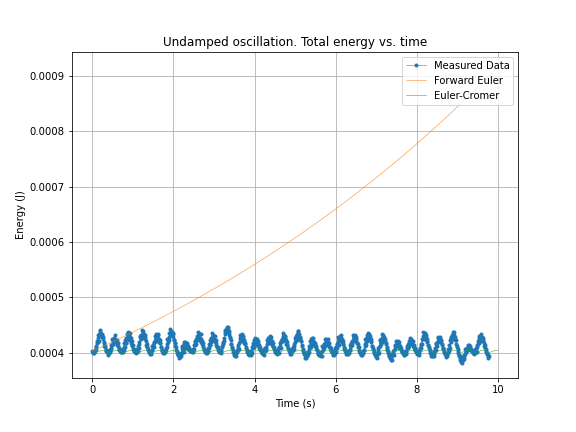 Undamped oscillation. Total energy vs. time
Measured Data
Forward Euler
Euler-Cromer
0.0009
0.0008
0.0007
0.0006
0.0005
0.0004
Energy (J)
0 2 4 6 8 10
Time (s)